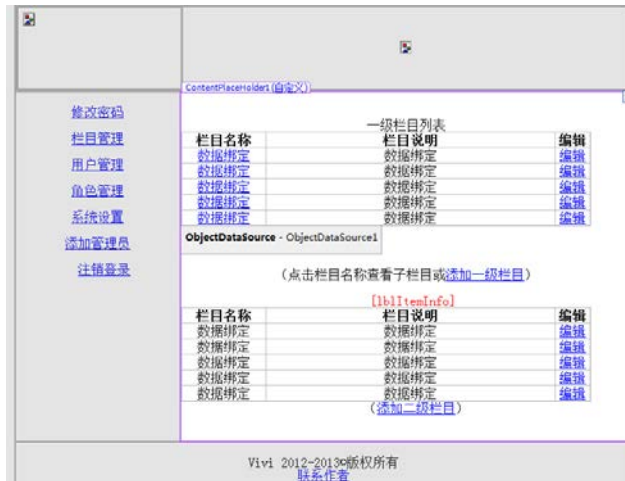 ContentPlaceHolder1 (自定义)
修改密码
栏目管理
用户管理
角色管理
系统设置
添加管理员
注销登录
一级栏目列表
栏目名称 栏目说明 编辑
数据绑定 数据绑定 编辑
数据绑定 数据绑定 编辑
数据绑定 数据绑定 编辑
数据绑定 数据绑定 编辑
数据绑定 数据绑定 编辑
ObjectDataSource - ObjectDataSource1
(点击栏目名称查看子栏目或添加一级栏目)
[lblItemInfo]
栏目名称 栏目说明 编辑
数据绑定 数据绑定 编辑
数据绑定 数据绑定 编辑
数据绑定 数据绑定 编辑
数据绑定 数据绑定 编辑
数据绑定 数据绑定 编辑
(添加二级栏目)
Vivi 2012-2013©版权所有
联系作者